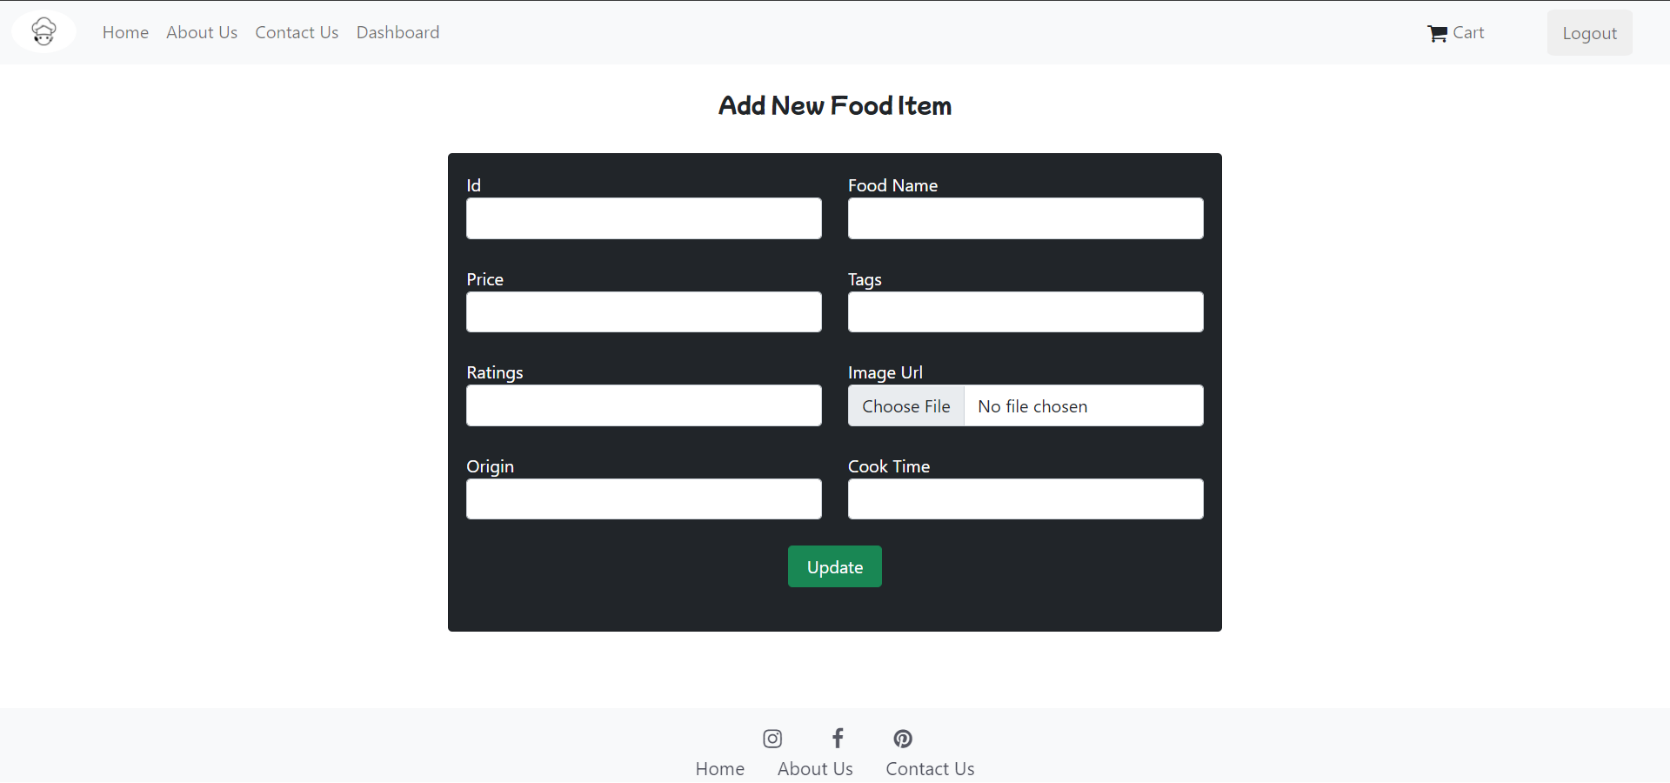 Home About Us Contact Us Dashboard Cart Logout
Add New Food Item
Id Food Name
Price Tags
Ratings Image Url
Choose File No file chosen
Origin Cook Time
Update
Home About Us Contact Us